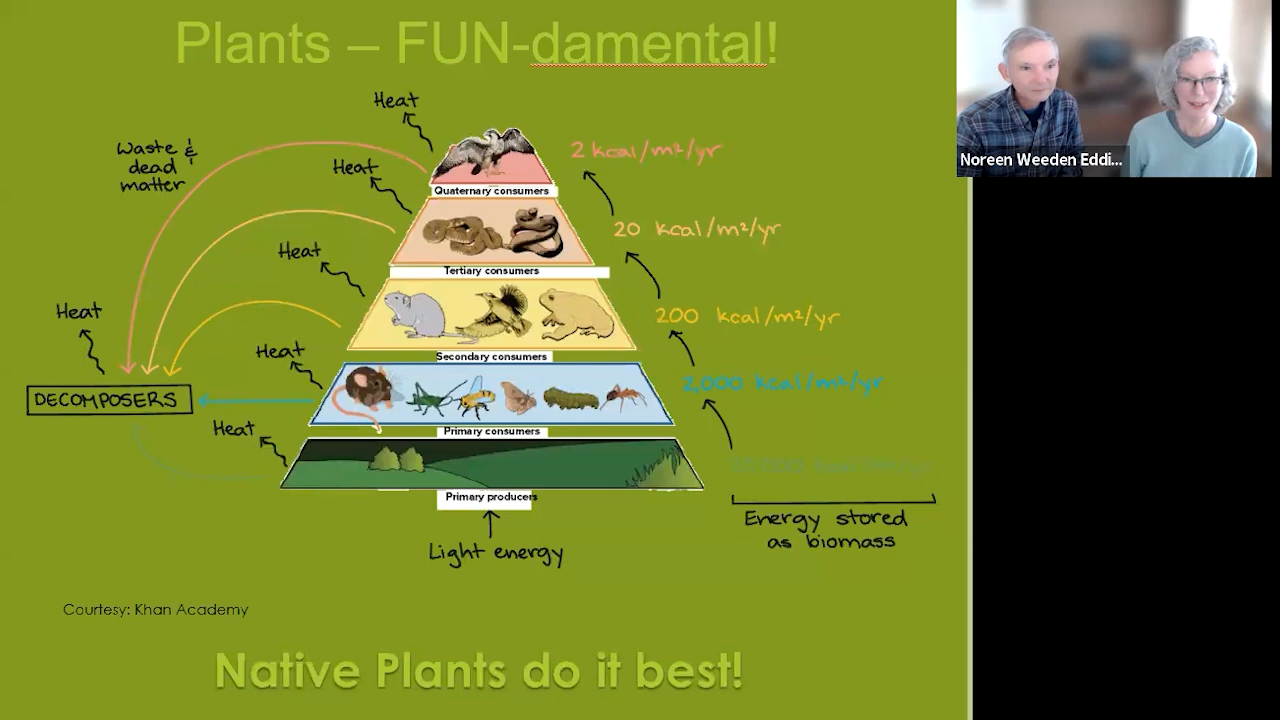 Plants – FUN-damental!
Heat
Waste &
dead
matter
2 kcal/m²/yr
Heat
Quaternary consumers
20 kcal/m²/yr
Heat
Tertiary consumers
Heat
200 kcal/m²/yr
Heat
Secondary consumers
2,000 kcal/m²/yr
DECOMPOSERS
Heat
Primary consumers
Primary producers
Energy stored
as biomass
Light energy
Courtesy: Khan Academy
Native Plants do it best!
Noreen Weeden Eddi...